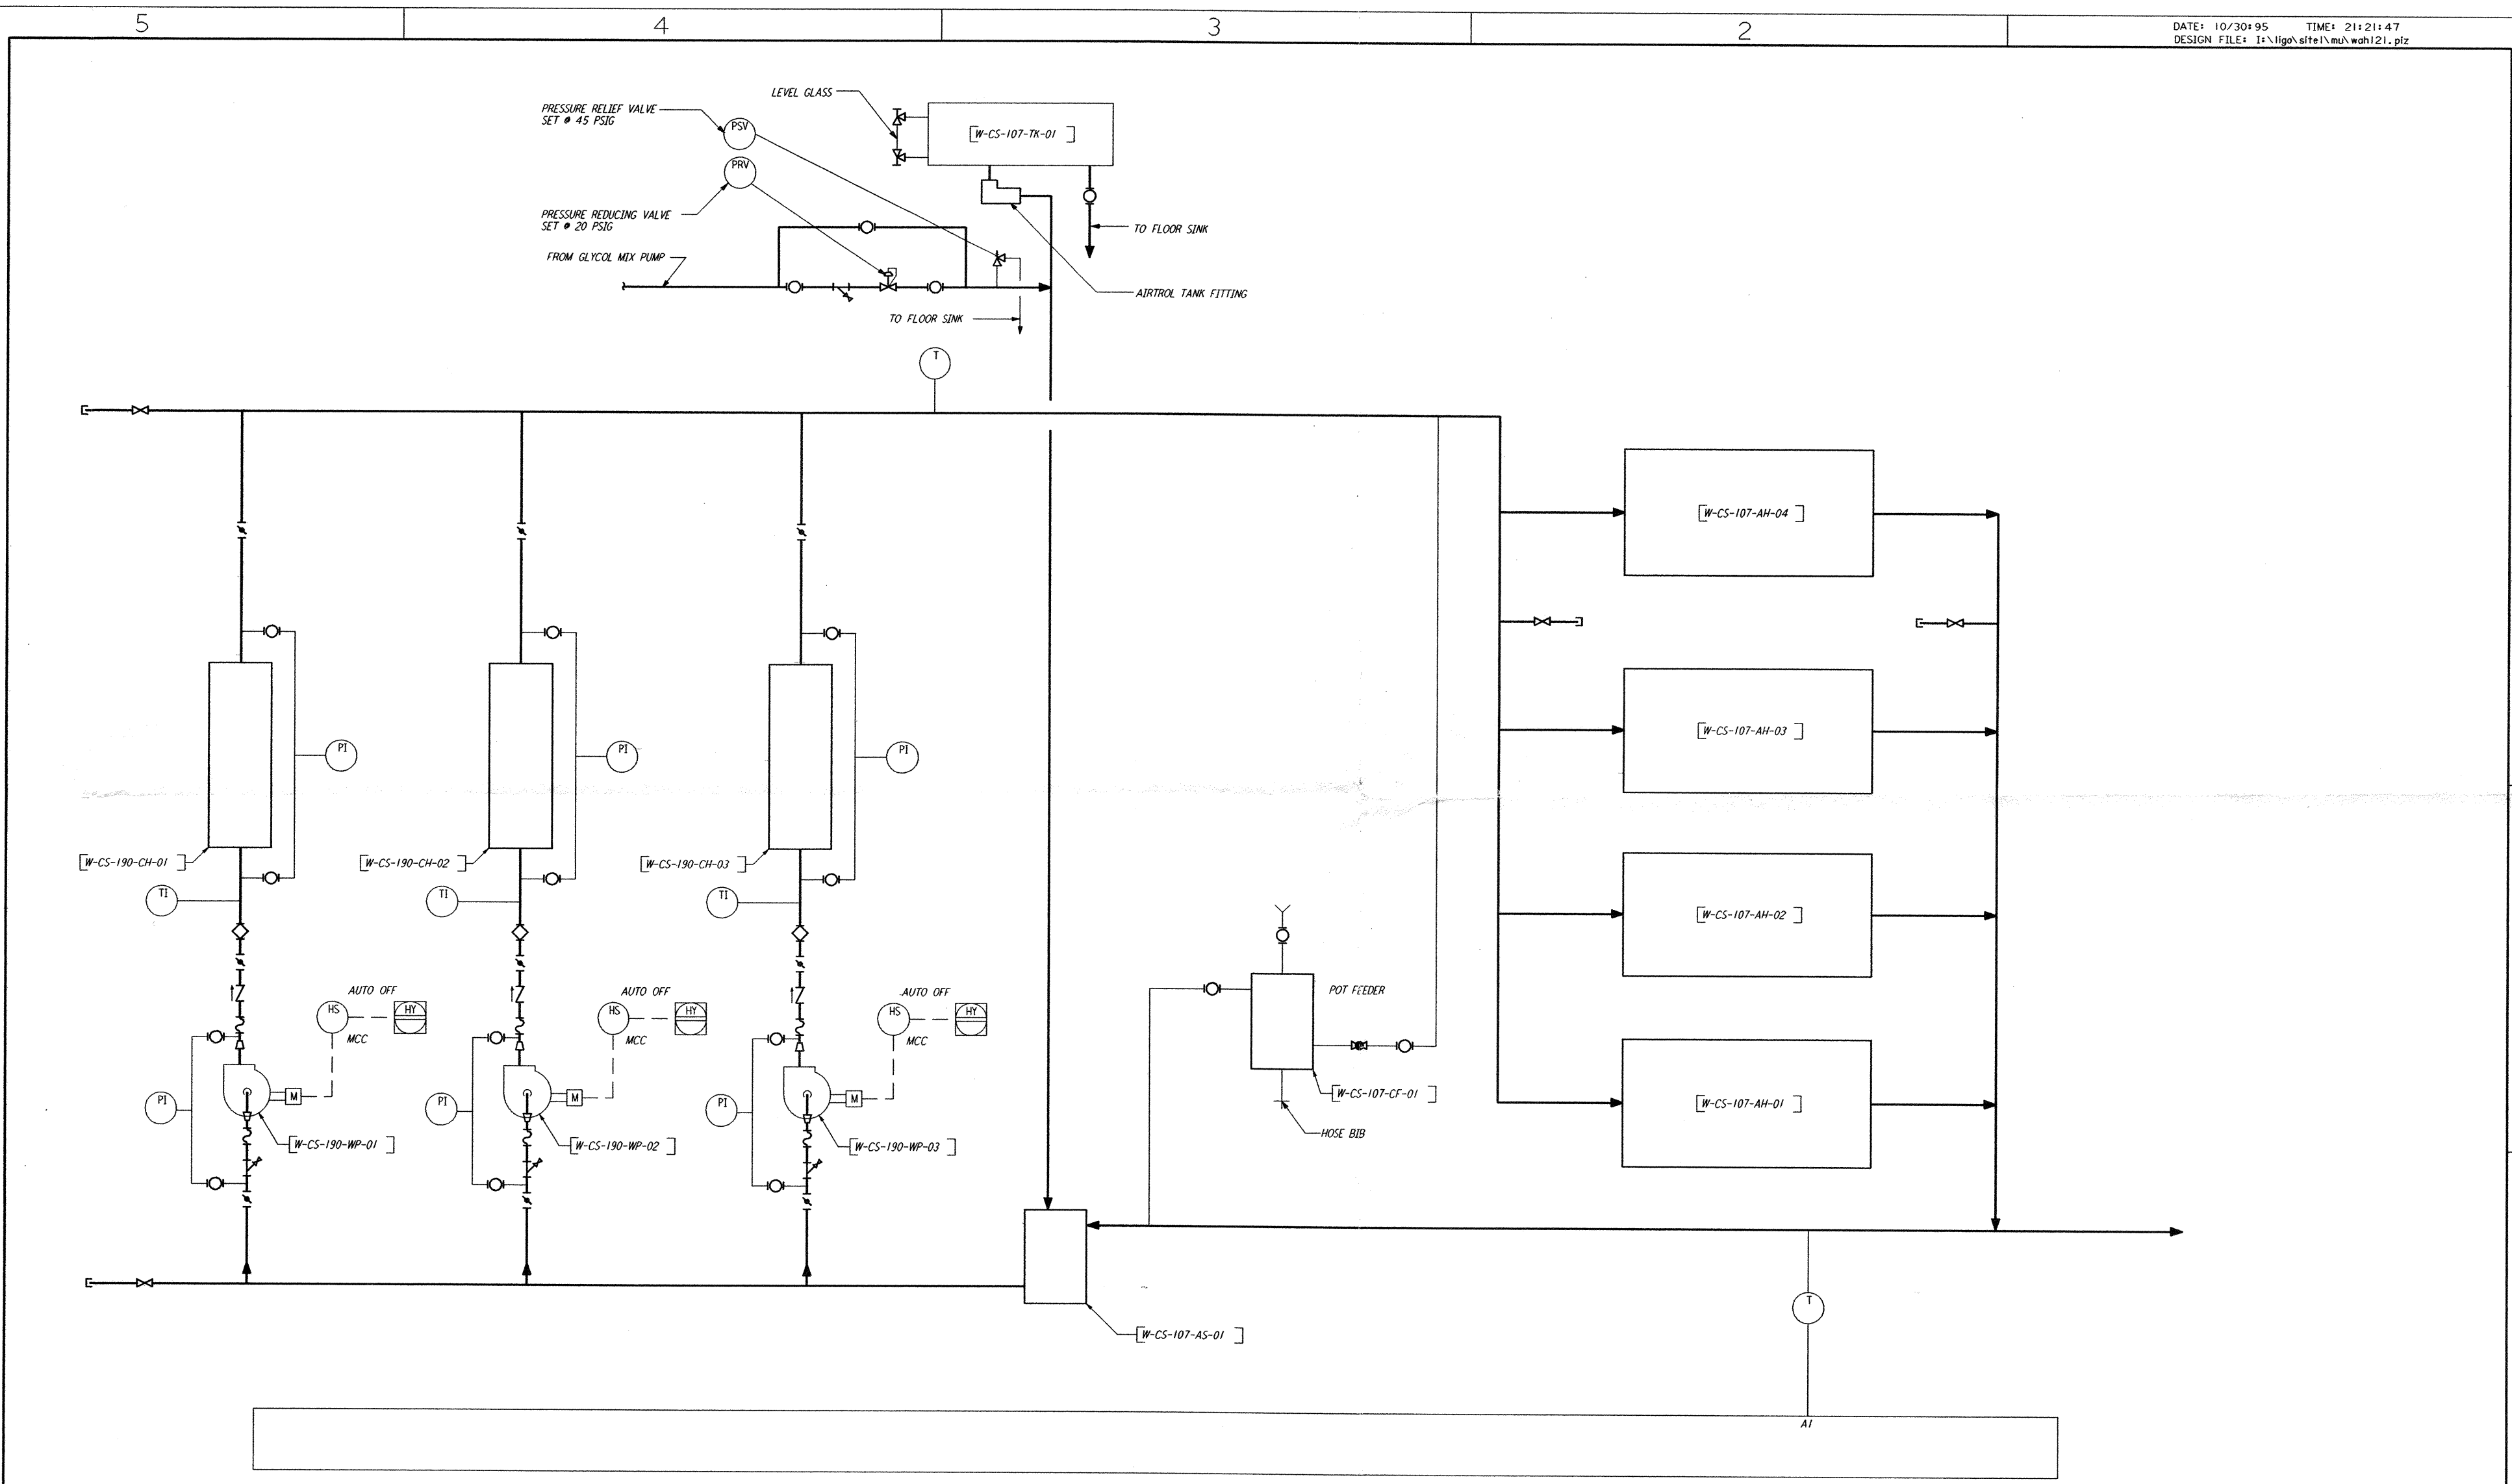 5
4
3
2
DATE: 10/30:95 TIME: 21:21:47
DESIGN FILE: I:\ligo\site1\mu\wah121.piz
LEVEL GLASS
PRESSURE RELIEF VALVE
SET @ 45 PSIG
PSV
[W-CS-107-TK-01 ]
PRV
PRESSURE REDUCING VALVE
SET @ 20 PSIG
TO FLOOR SINK
FROM GLYCOL MIX PUMP
AIRTROL TANK FITTING
TO FLOOR SINK
T
[W-CS-107-AH-04 ]
[W-CS-107-AH-03 ]
PI
PI
PI
[W-CS-190-CH-01 ]
[W-CS-190-CH-02 ]
[W-CS-190-CH-03 ]
TI
TI
TI
[W-CS-107-AH-02 ]
AUTO OFF
HS
HY
MCC
AUTO OFF
HS
HY
MCC
AUTO OFF
HS
HY
MCC
POT FEEDER
PI
M
PI
M
PI
M
[W-CS-107-CF-01 ]
[W-CS-107-AH-01 ]
[W-CS-190-WP-01 ]
[W-CS-190-WP-02 ]
[W-CS-190-WP-03 ]
HOSE BIB
T
[W-CS-107-AS-01 ]
AI